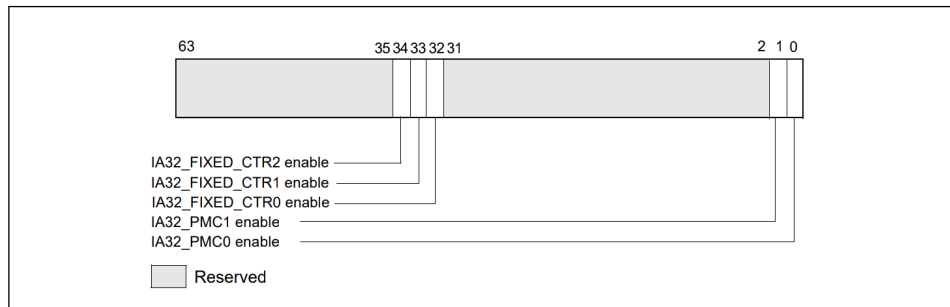 63 35 34 33 32 31 2 1 0
IA32_FIXED_CTR2 enable
IA32_FIXED_CTR1 enable
IA32_FIXED_CTR0 enable
IA32_PMC1 enable
IA32_PMC0 enable
Reserved